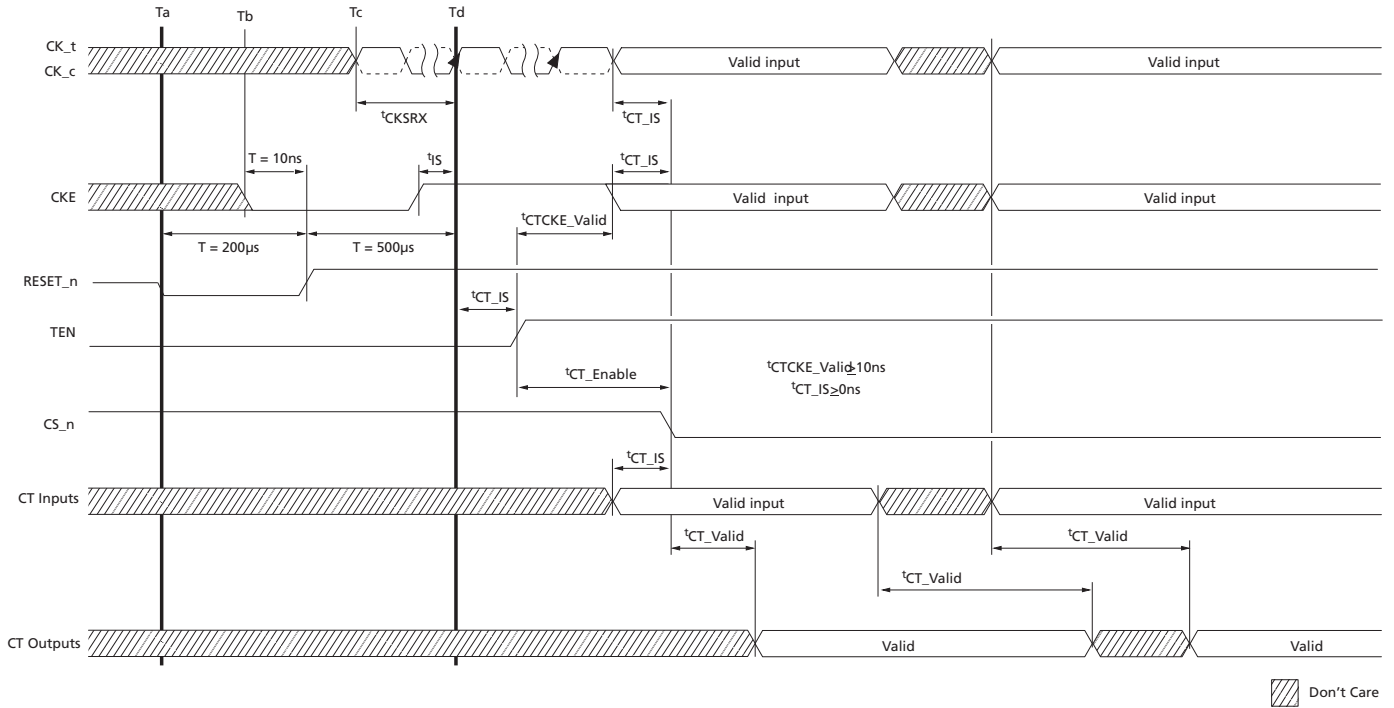 Ta Tb Tc Td
CK_t
CK_c
Valid input Valid input
tCKSRX tCT_IS
T = 10ns tIS tCT_IS
CKE Valid input Valid input
tCTCKE_Valid
T = 200µs T = 500µs
RESET_n
tCT_IS
TEN
tCT_Enable
tCTCKE_Valid≥10ns
tCT_IS≥0ns
CS_n
tCT_IS
CT Inputs Valid input Valid input
tCT_Valid tCT_Valid
tCT_Valid
CT Outputs Valid Valid
Don't Care